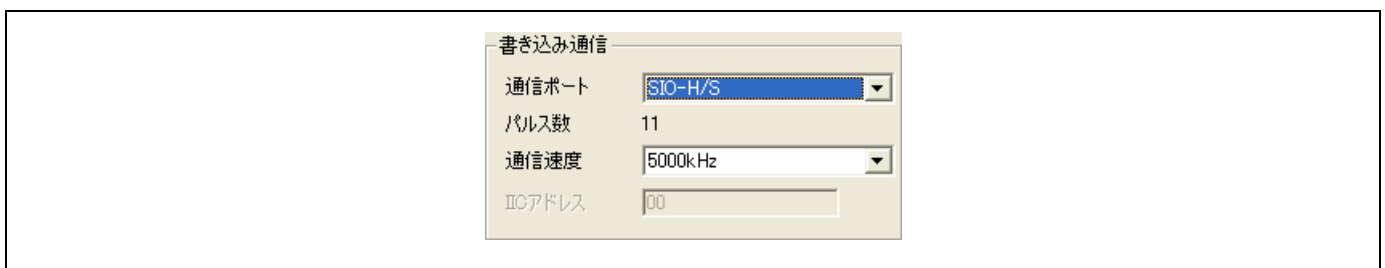 書き込み通信
通信ポート SIO-H/S
パルス数 11
通信速度 5000kHz
IICアドレス 00